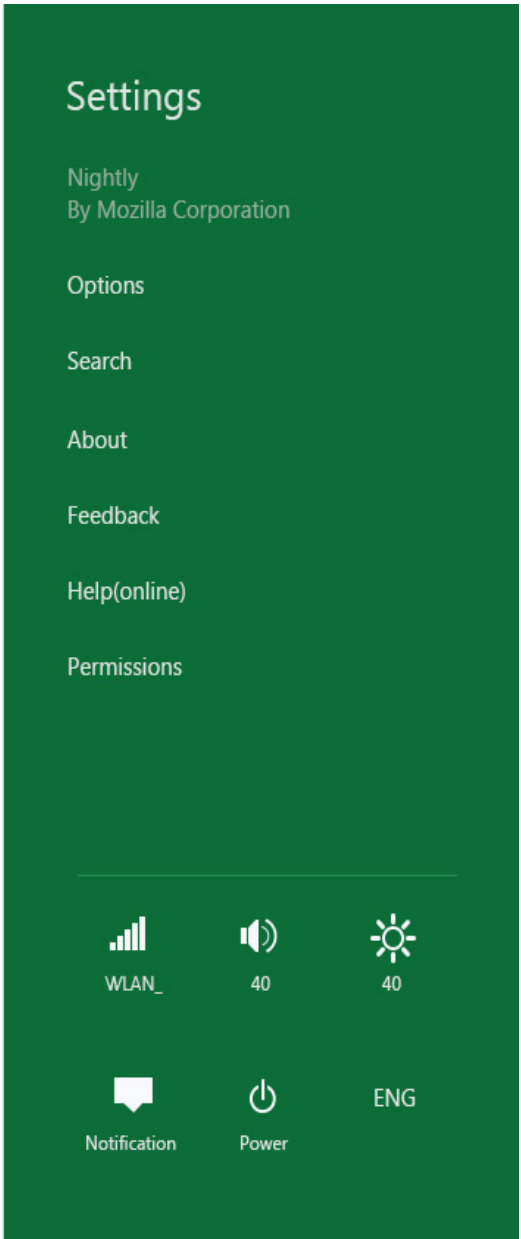 Settings
Nightly
By Mozilla Corporation
Options
Search
About
Feedback
Help(online)
Permissions
WLAN_
40
40
Notification
Power
ENG